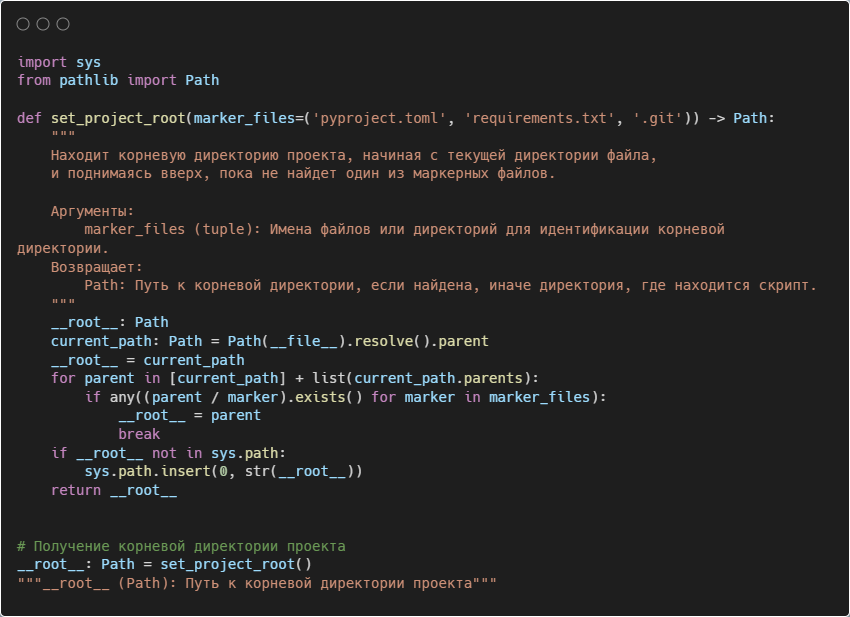 import sys
from pathlib import Path

def set_project_root(marker_files=('pyproject.toml', 'requirements.txt', '.git')) -> Path:
    """
    Находит корневую директорию проекта, начиная с текущей директории файла,
    и поднимаясь вверх, пока не найдет один из маркерных файлов.

    Аргументы:
        marker_files (tuple): Имена файлов или директорий для идентификации корневой
директории.
    Возвращает:
        Path: Путь к корневой директории, если найдена, иначе директория, где находится скрипт.
    """
    __root__: Path
    current_path: Path = Path(__file__).resolve().parent
    __root__ = current_path
    for parent in [current_path] + list(current_path.parents):
        if any((parent / marker).exists() for marker in marker_files):
            __root__ = parent
            break
    if __root__ not in sys.path:
        sys.path.insert(0, str(__root__))
    return __root__


# Получение корневой директории проекта
__root__: Path = set_project_root()
"""__root__ (Path): Путь к корневой директории проекта"""